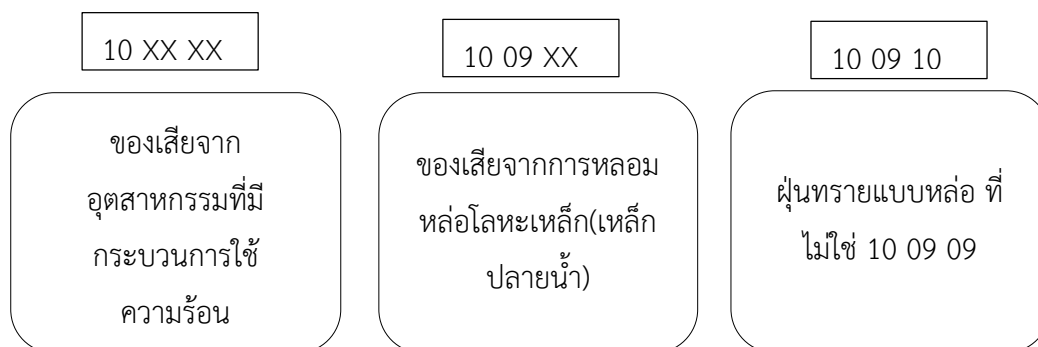 10 XX XX
ของเสียจาก
อุตสาหกรรมที่มี
กระบวนการใช้
ความร้อน
10 09 XX
ของเสียจากการหลอม
หล่อโลหะเหล็ก(เหล็ก
ปลายน้ำ)
10 09 10
ฝุ่นทรายแบบหล่อ ที่
ไม่ใช่ 10 09 09